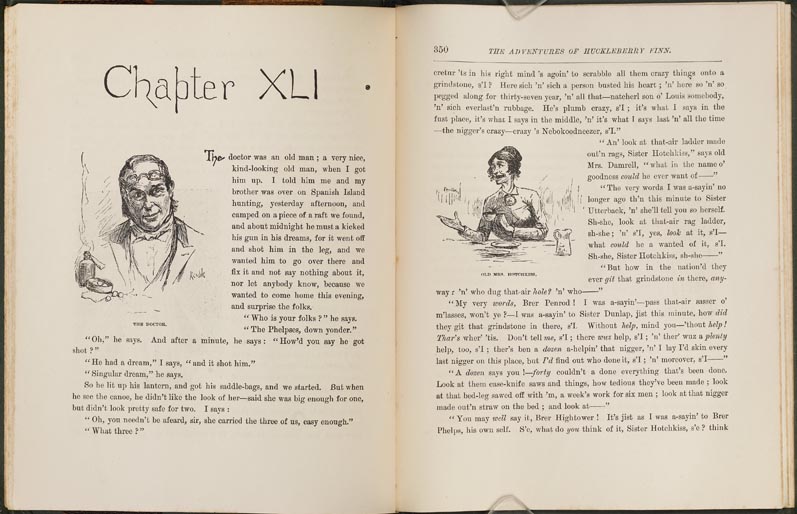 Chapter XLI
The doctor was an old man ; a very nice,
kind-looking old man, when I got
him up. I told him me and my
brother was over on Spanish Island
hunting, yesterday afternoon, and
camped on a piece of a raft we found,
and about midnight he must a kicked
his gun in his dreams, for it went off
and shot him in the leg, and we
wanted him to go over there and
fix it and not say nothing about it,
nor let anybody know, because we
wanted to come home this evening,
and surprise the folks.
“ Who is your folks ? ” he says.
“ The Phelpses, down yonder.”
THE DOCTOR.
“ Oh,” he says. And after a minute, he says : “ How’d you say he got
shot ? ”
“ He had a dream,” I says, “ and it shot him.”
“ Singular dream,” he says.
So he lit up his lantern, and got his saddle-bags, and we started. But when
he see the canoe, he didn’t like the look of her—said she was big enough for one,
but didn’t look pretty safe for two. I says :
“ Oh, you needn’t be afeard, sir, she carried the three of us, easy enough.”
“ What three ? ”
350
THE ADVENTURES OF HUCKLEBERRY FINN.
cretur ’ts in his right mind ’s agoin’ to scrabble all them crazy things onto a
grindstone, s’I ? Here sich ’n’ sich a person busted his heart ; ’n’ here so ’n’ so
pegged along for thirty-seven year, ’n’ all that—natcherl son o’ Louis somebody,
’n’ sich everlast’n rubbage. He’s plumb crazy, s’I ; it’s what I says in the
fust place, it’s what I says in the middle, ’n’ it’s what I says last ’n’ all the time
—the nigger’s crazy—crazy ’s Nebokoodneezer, s’I.”
“ An’ look at that-air ladder made
out’n rags, Sister Hotchkiss,” says old
Mrs. Damrell, “ what in the name o’
goodness could he ever want of——”
“ The very words I was a-sayin’ no
longer ago th’n this minute to Sister
Utterback, ’n’ she’ll tell you so herself.
Sh-she, look at that-air rag ladder,
sh-she ; ’n’ s’I, yes, look at it, s’I—
what could he a wanted of it, s’I.
Sh-she, Sister Hotchkiss, sh-she——”
OLD MRS. HOTCHKISS.
“ But how in the nation’d they
ever git that grindstone in there, any-
way ? ’n’ who dug that-air hole ? ’n’ who——”
“ My very words, Brer Penrod ! I was a-sayin’—pass that-air sasser o’
m’lasses, won’t ye ?—I was a-sayin’ to Sister Dunlap, jist this minute, how did
they git that grindstone in there, s’I. Without help, mind you—’thout help !
Thar’s wher’ ’tis. Don’t tell me, s’I ; there wuz help, s’I ; ’n’ ther’ wuz a plenty
help, too, s’I ; ther’s ben a dozen a-helpin’ that nigger, ’n’ I lay I’d skin every
last nigger on this place, but I’d find out who done it, s’I ; ’n’ moreover, s’I——”
“ A dozen says you !—forty couldn’t a done everything that’s been done.
Look at them case-knife saws and things, how tedious they’ve been made ; look
at that bed-leg sawed off with ’m, a week’s work for six men ; look at that nigger
made out’n straw on the bed ; and look at——”
“ You may well say it, Brer Hightower ! It’s jist as I was a-sayin’ to Brer
Phelps, his own self. S’e, what do you think of it, Sister Hotchkiss, s’e ? think